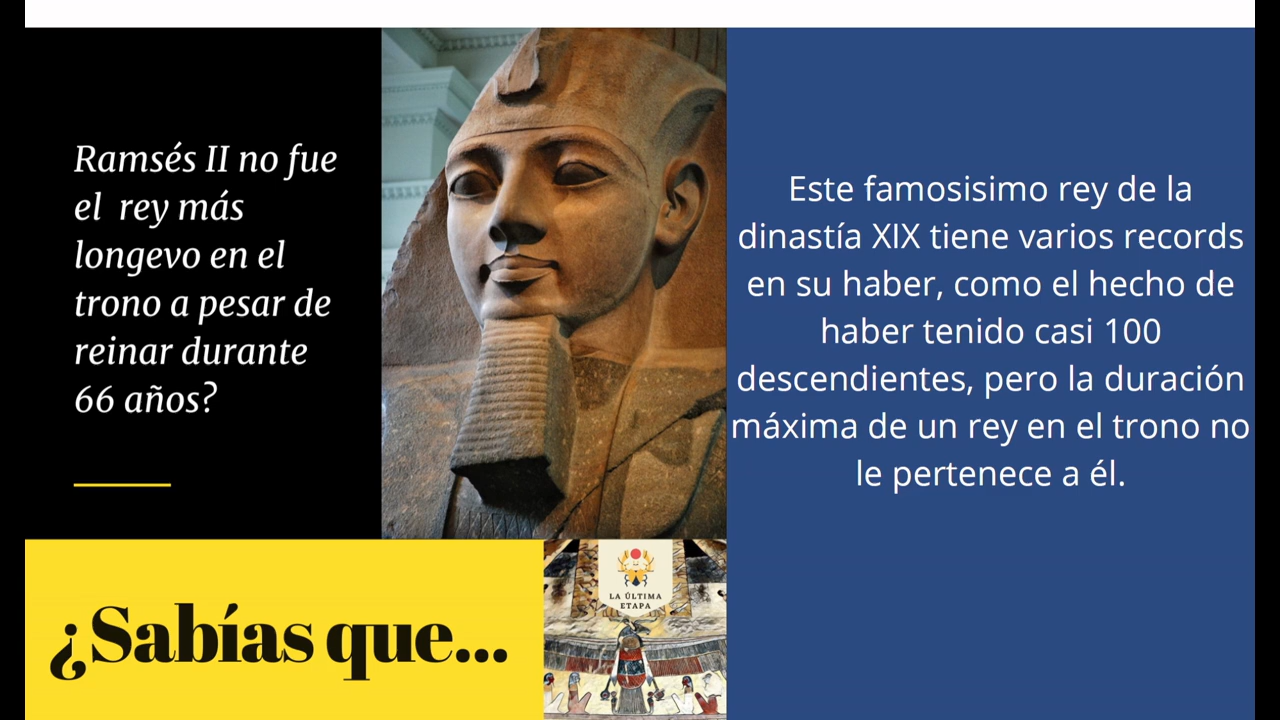 Ramsés II no fue
el  rey más
longevo en el
trono a pesar de
reinar durante
66 años?
Este famosisimo rey de la
dinastía XIX tiene varios records
en su haber, como el hecho de
haber tenido casi 100
descendientes, pero la duración
máxima de un rey en el trono no
le pertenece a él.
¿Sabías que...
LA ÚLTIMA
ETAPA